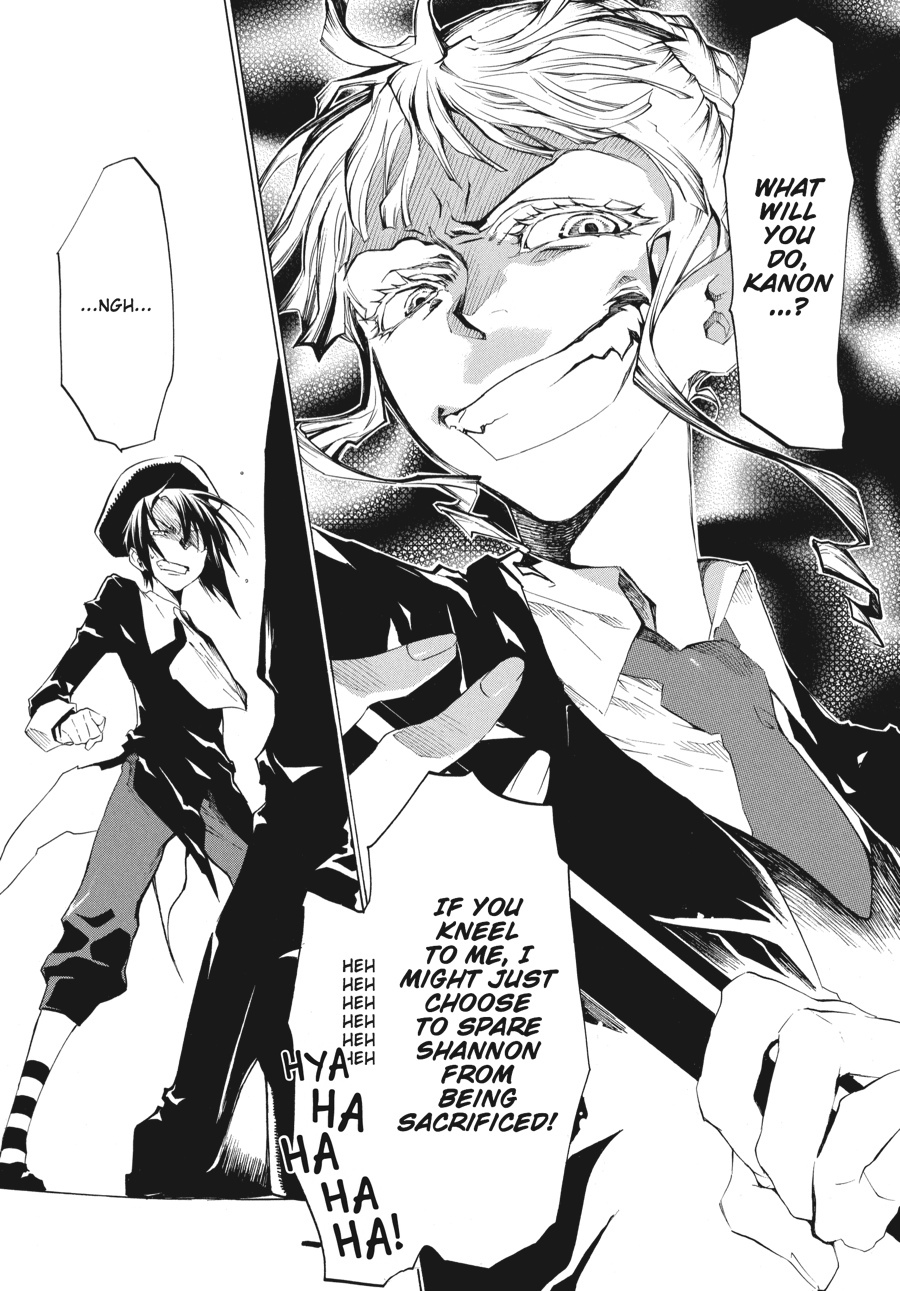 WHAT
WILL
YOU
DO,
KANON
...?
IF YOU
KNEEL
TO ME, I
MIGHT JUST
CHOOSE
TO SPARE
SHANNON
FROM
BEING
SACRIFICED!
HEH
HEH
HEH
HEH
HEH
HEH
HYA
HA
HA
HA
HA!
...NGH...